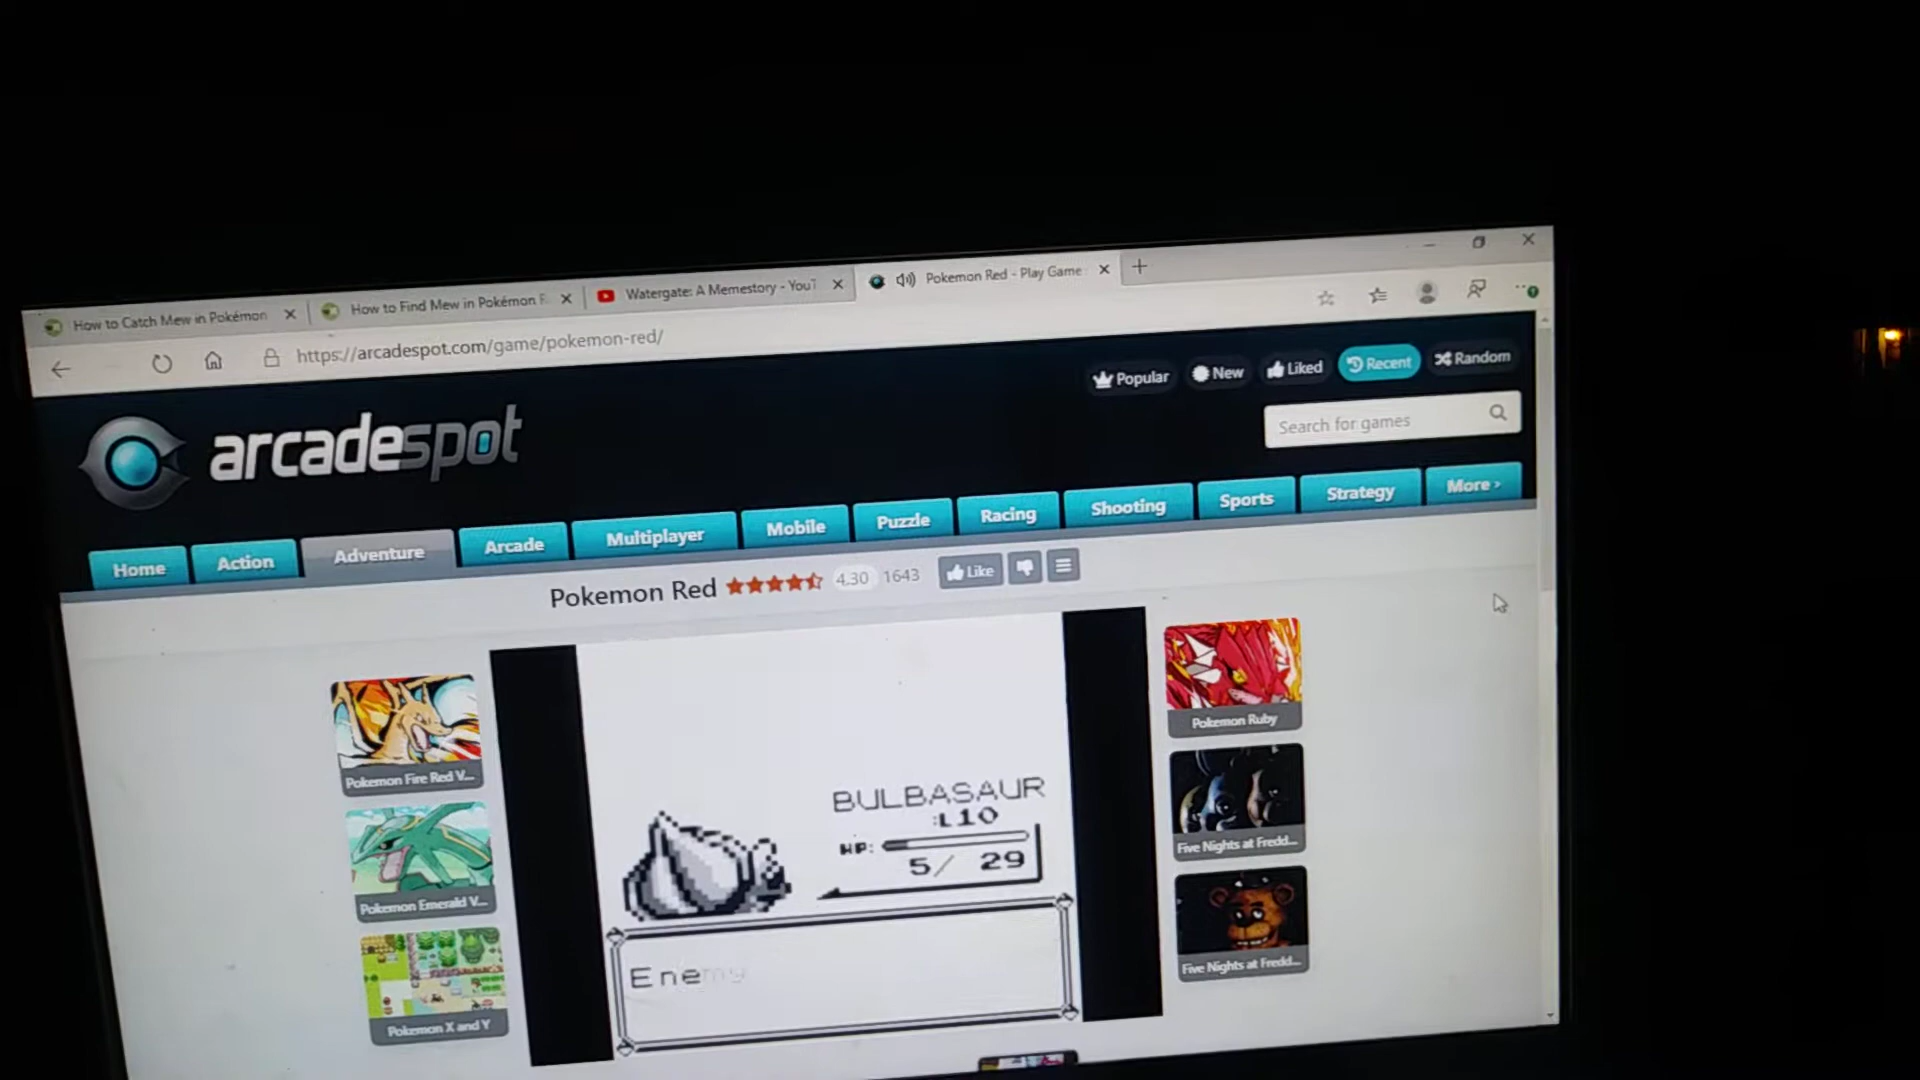 How to Catch Mew in Pokémon
How to Find Mew in Pokémon R
Watergate: A Memestory - YouT
Pokemon Red - Play Game
https://arcadespot.com/game/pokemon-red/
Popular
New
Liked
Recent
Random
arcadespot
Search for games
Home
Action
Adventure
Arcade
Multiplayer
Mobile
Puzzle
Racing
Shooting
Sports
Strategy
More ›
Pokemon Red
4.30
1643
Like
Pokemon Fire Red V...
Pokemon Emerald V...
Pokemon X and Y
BULBASAUR
:L10
HP:
5/ 29
Enemy
Pokemon Ruby
Five Nights at Fredd...
Five Nights at Fredd...